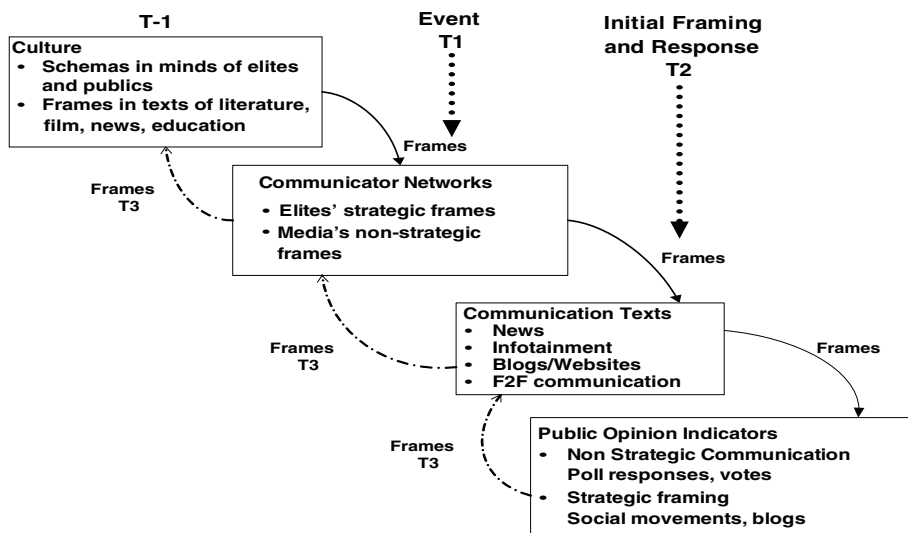 T-1
Event
T1
Initial Framing
and Response
T2
Culture
• Schemas in minds of elites
and publics
• Frames in texts of literature,
film, news, education
Frames
Frames
T3
Communicator Networks
• Elites’ strategic frames
• Media’s non-strategic
frames
Frames
Frames
T3
Communication Texts
• News
• Infotainment
• Blogs/Websites
• F2F communication
Frames
Frames
T3
Public Opinion Indicators
• Non Strategic Communication
Poll responses, votes
• Strategic framing
Social movements, blogs